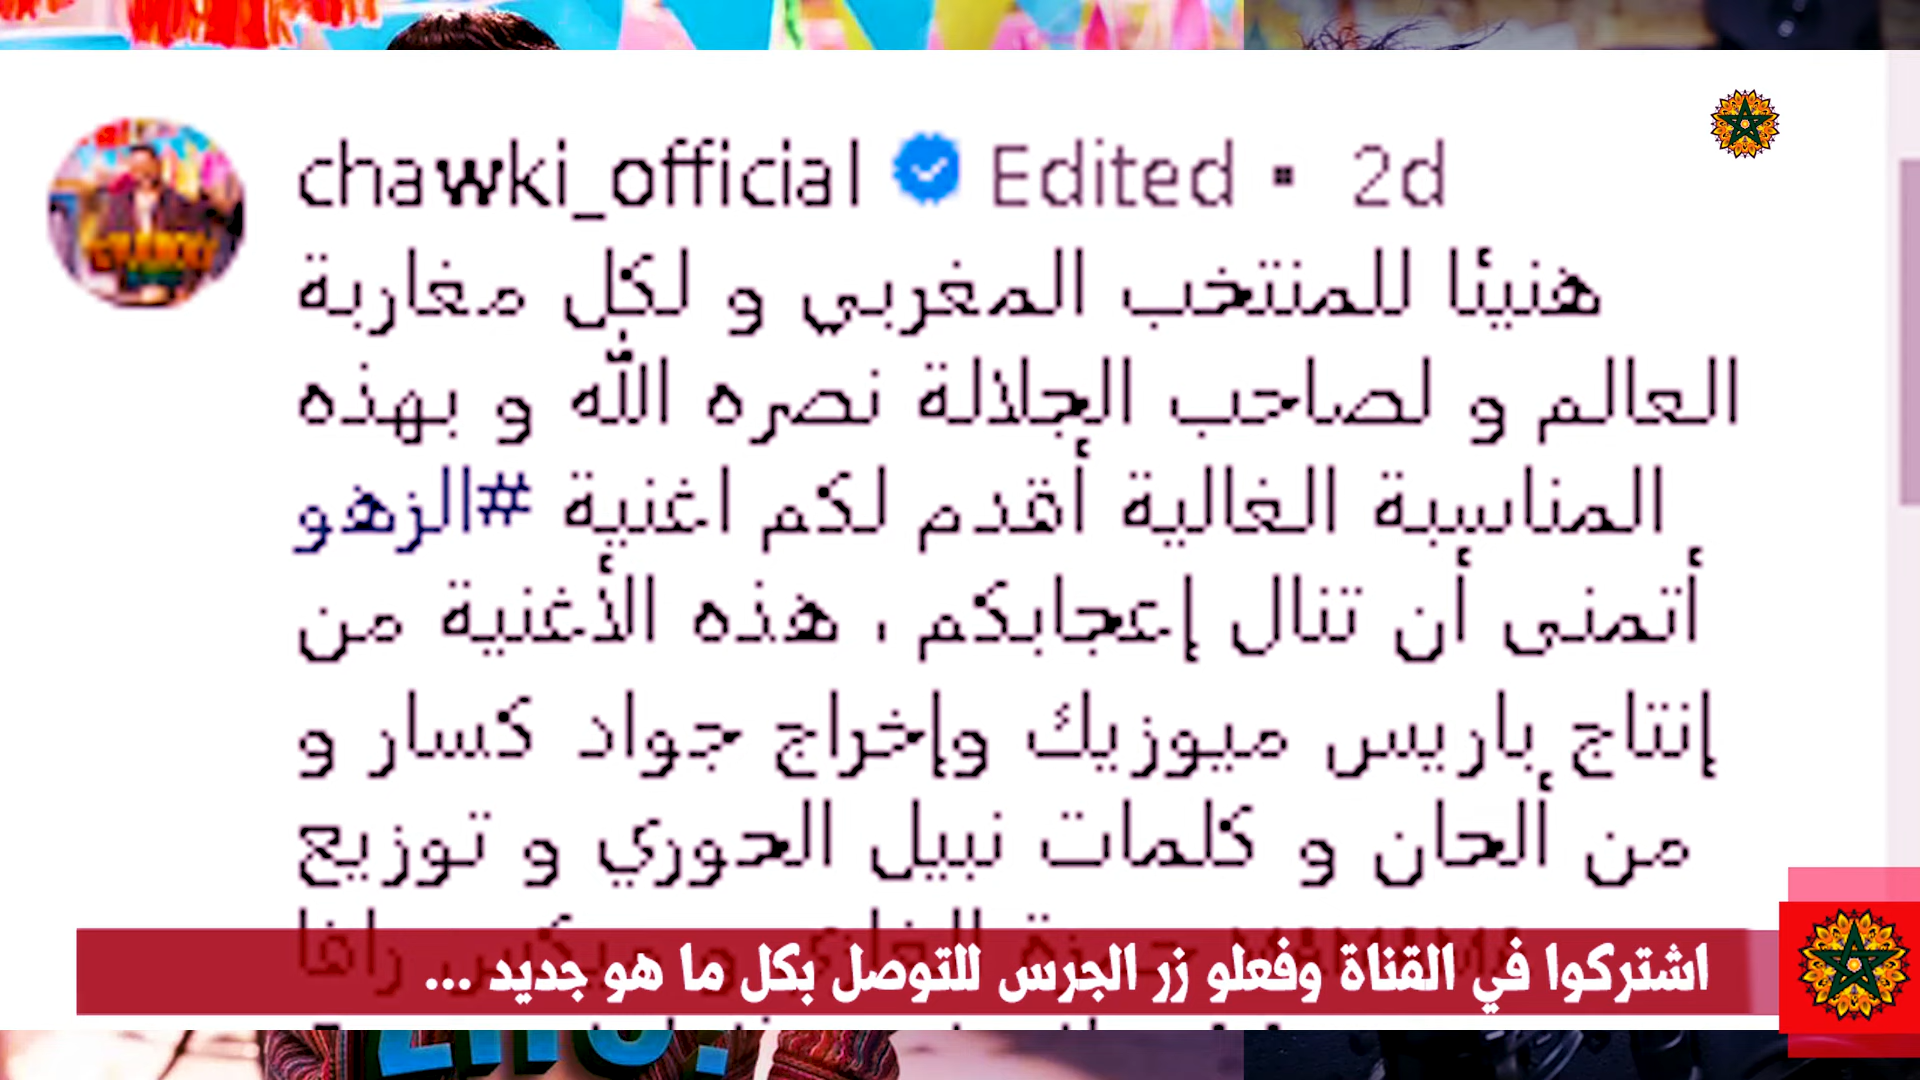 chawki_official Edited • 2d
هنيئا للمنتخب المغربي و لكل مغاربة
العالم و لصاحب الجلالة نصره الله و بهذه
المناسبة الغالية أقدم لكم اغنية #الزهو
أتمنى أن تنال إعجابكم ، هذه الأغنية من
إنتاج باريس ميوزيك وإخراج جواد كسار و
من ألحان و كلمات نبيل الحوري و توزيع
اشتركوا في القناة وفعلو زر الجرس للتوصل بكل ما هو جديد ...